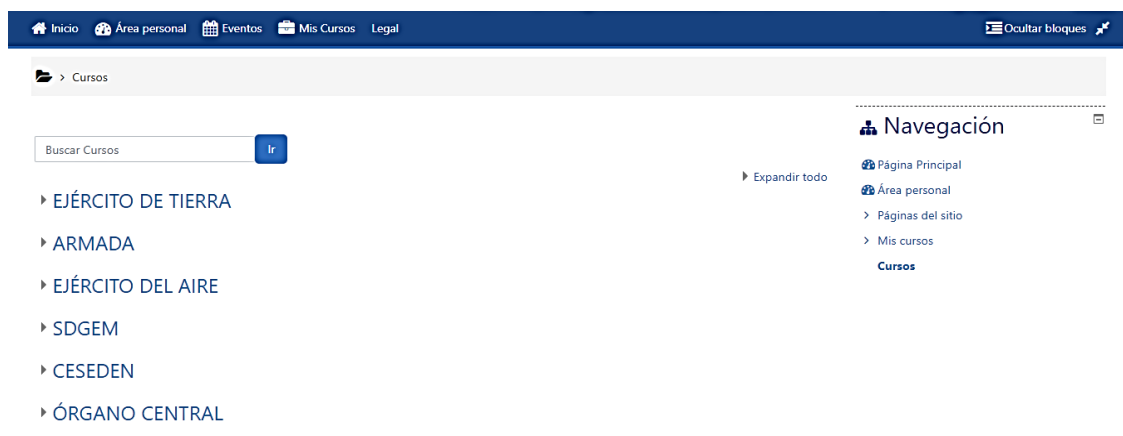 Inicio Área personal Eventos Mis Cursos Legal Ocultar bloques
> Cursos
Navegación
Buscar Cursos Ir
Página Principal
Expandir todo
Área personal
EJÉRCITO DE TIERRA
> Páginas del sitio
ARMADA
> Mis cursos
Cursos
EJÉRCITO DEL AIRE
SDGEM
CESEDEN
ÓRGANO CENTRAL